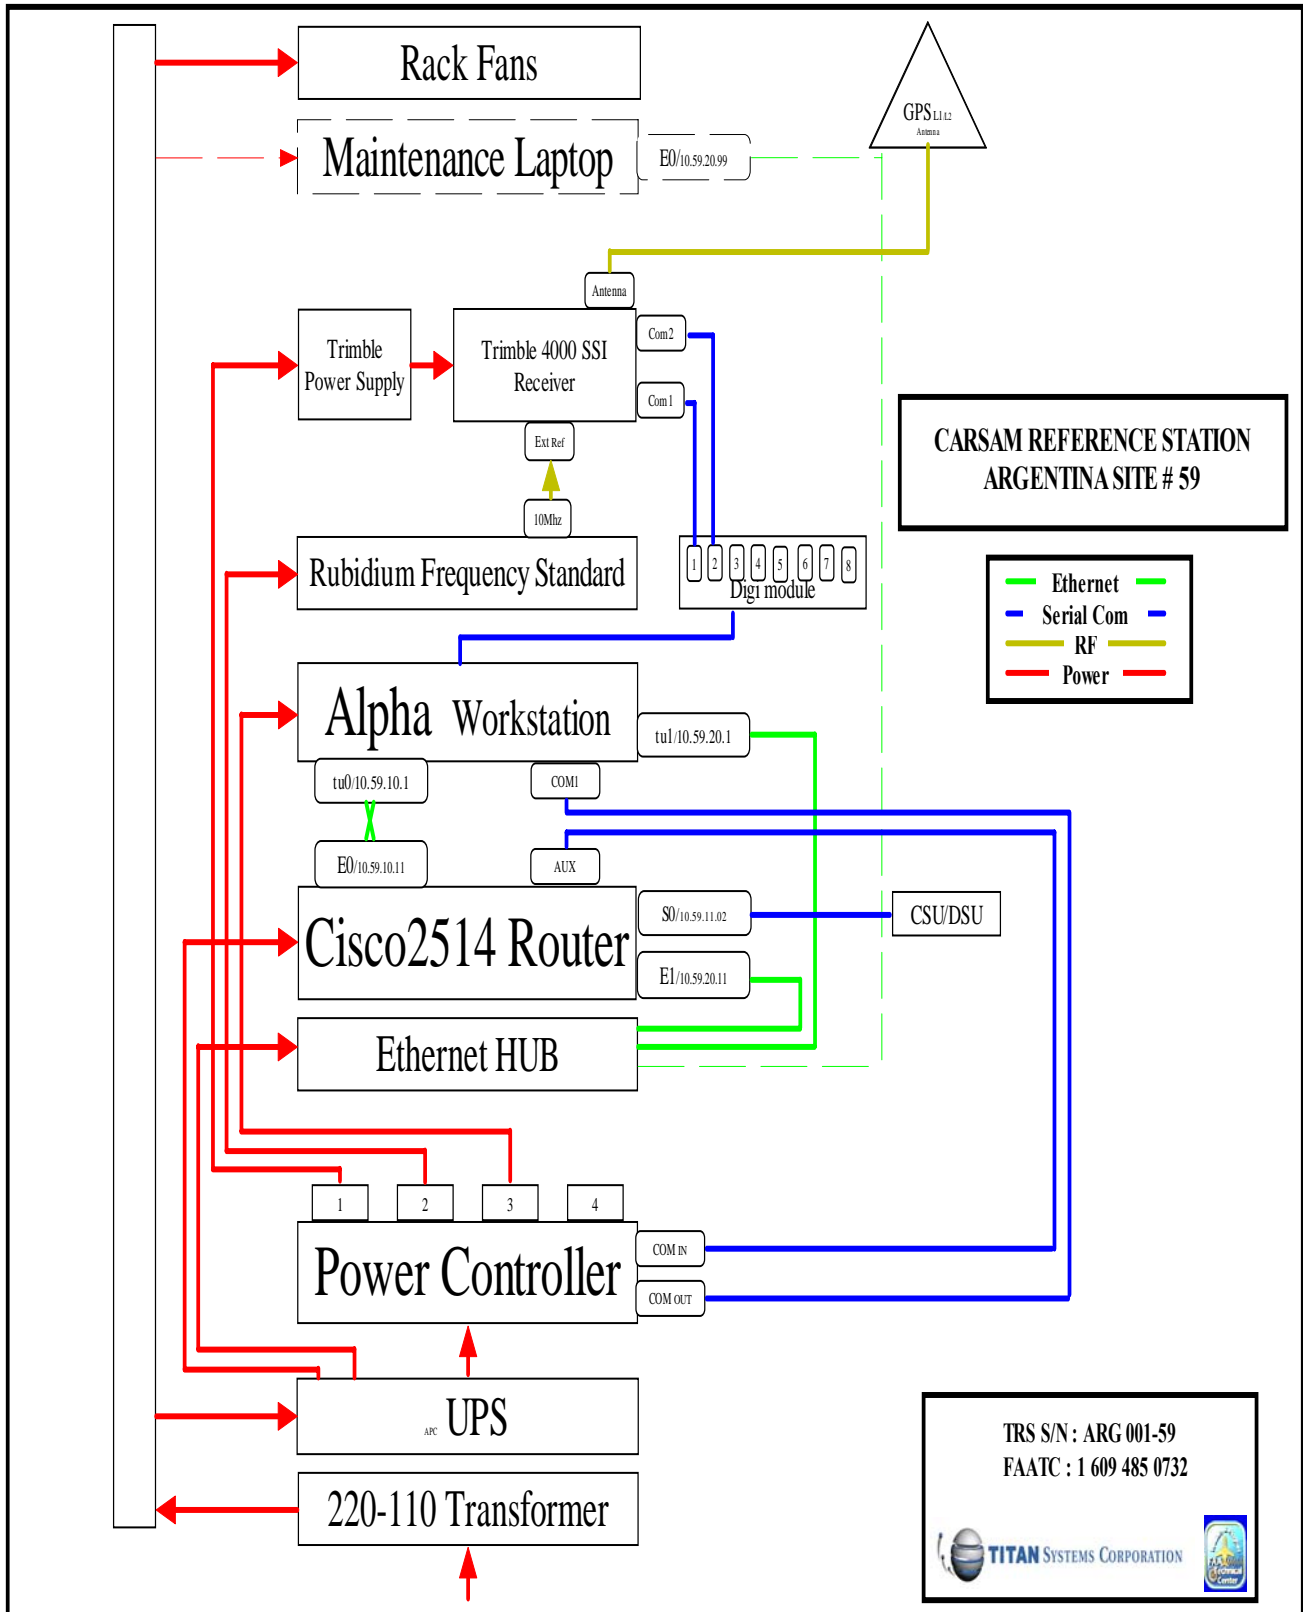 Rack Fans
GPS L1/L2
Antenna
Maintenance Laptop
E0/10.59.20.99
Antenna
Trimble
Power Supply
Trimble 4000 SSI
Receiver
Com2
Com1
Ext Ref
10Mhz
CARSAM REFERENCE STATION
ARGENTINA SITE # 59
Rubidium Frequency Standard
1 2 3 4 5 6 7 8
Digi module
Ethernet
Serial Com
RF
Power
Alpha Workstation
tu1/10.59.20.1
tu0/10.59.10.1
COM1
E0/10.59.10.11
AUX
Cisco2514 Router
S0/10.59.11.02
CSU/DSU
E1/10.59.20.11
Ethernet HUB
1 2 3 4
Power Controller
COM IN
COM OUT
APC UPS
220-110 Transformer
TRS S/N : ARG 001-59
FAATC : 1 609 485 0732
TITAN SYSTEMS CORPORATION
Technical
Center